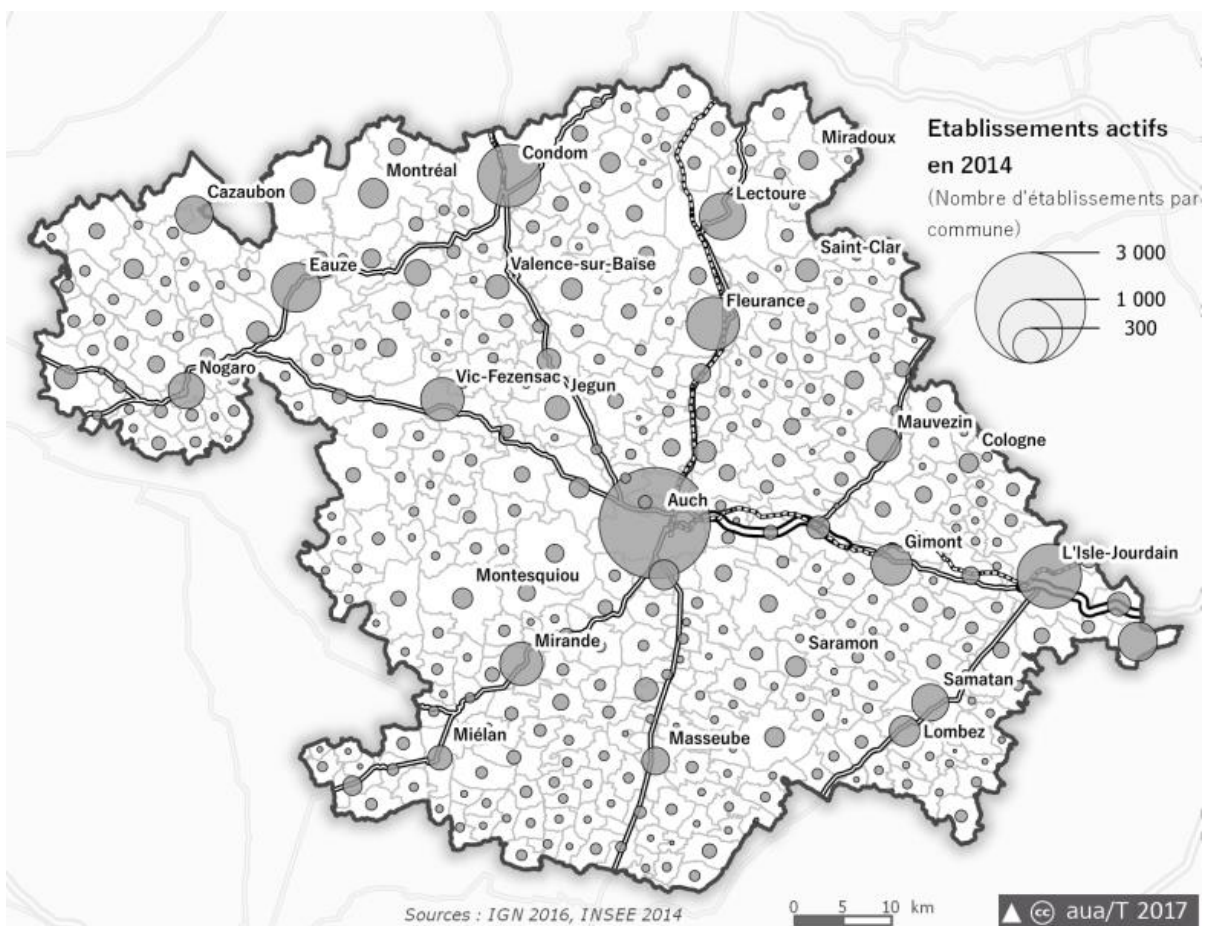 Etablissements actifs
en 2014
(Nombre d'établissements par
commune)
3 000
1 000
300
Miradoux
Condom
Montréal
Cazaubon
Lectoure
Saint-Clar
Eauze
Valence-sur-Baïse
Fleurance
Nogaro
Vic-Fezensac
Jegun
Mauvezin
Cologne
Auch
Gimont
L'Isle-Jourdain
Montesquiou
Mirande
Saramon
Samatan
Miélan
Masseube
Lombez
Sources : IGN 2016, INSEE 2014
0 5 10 km
cc aua/T 2017